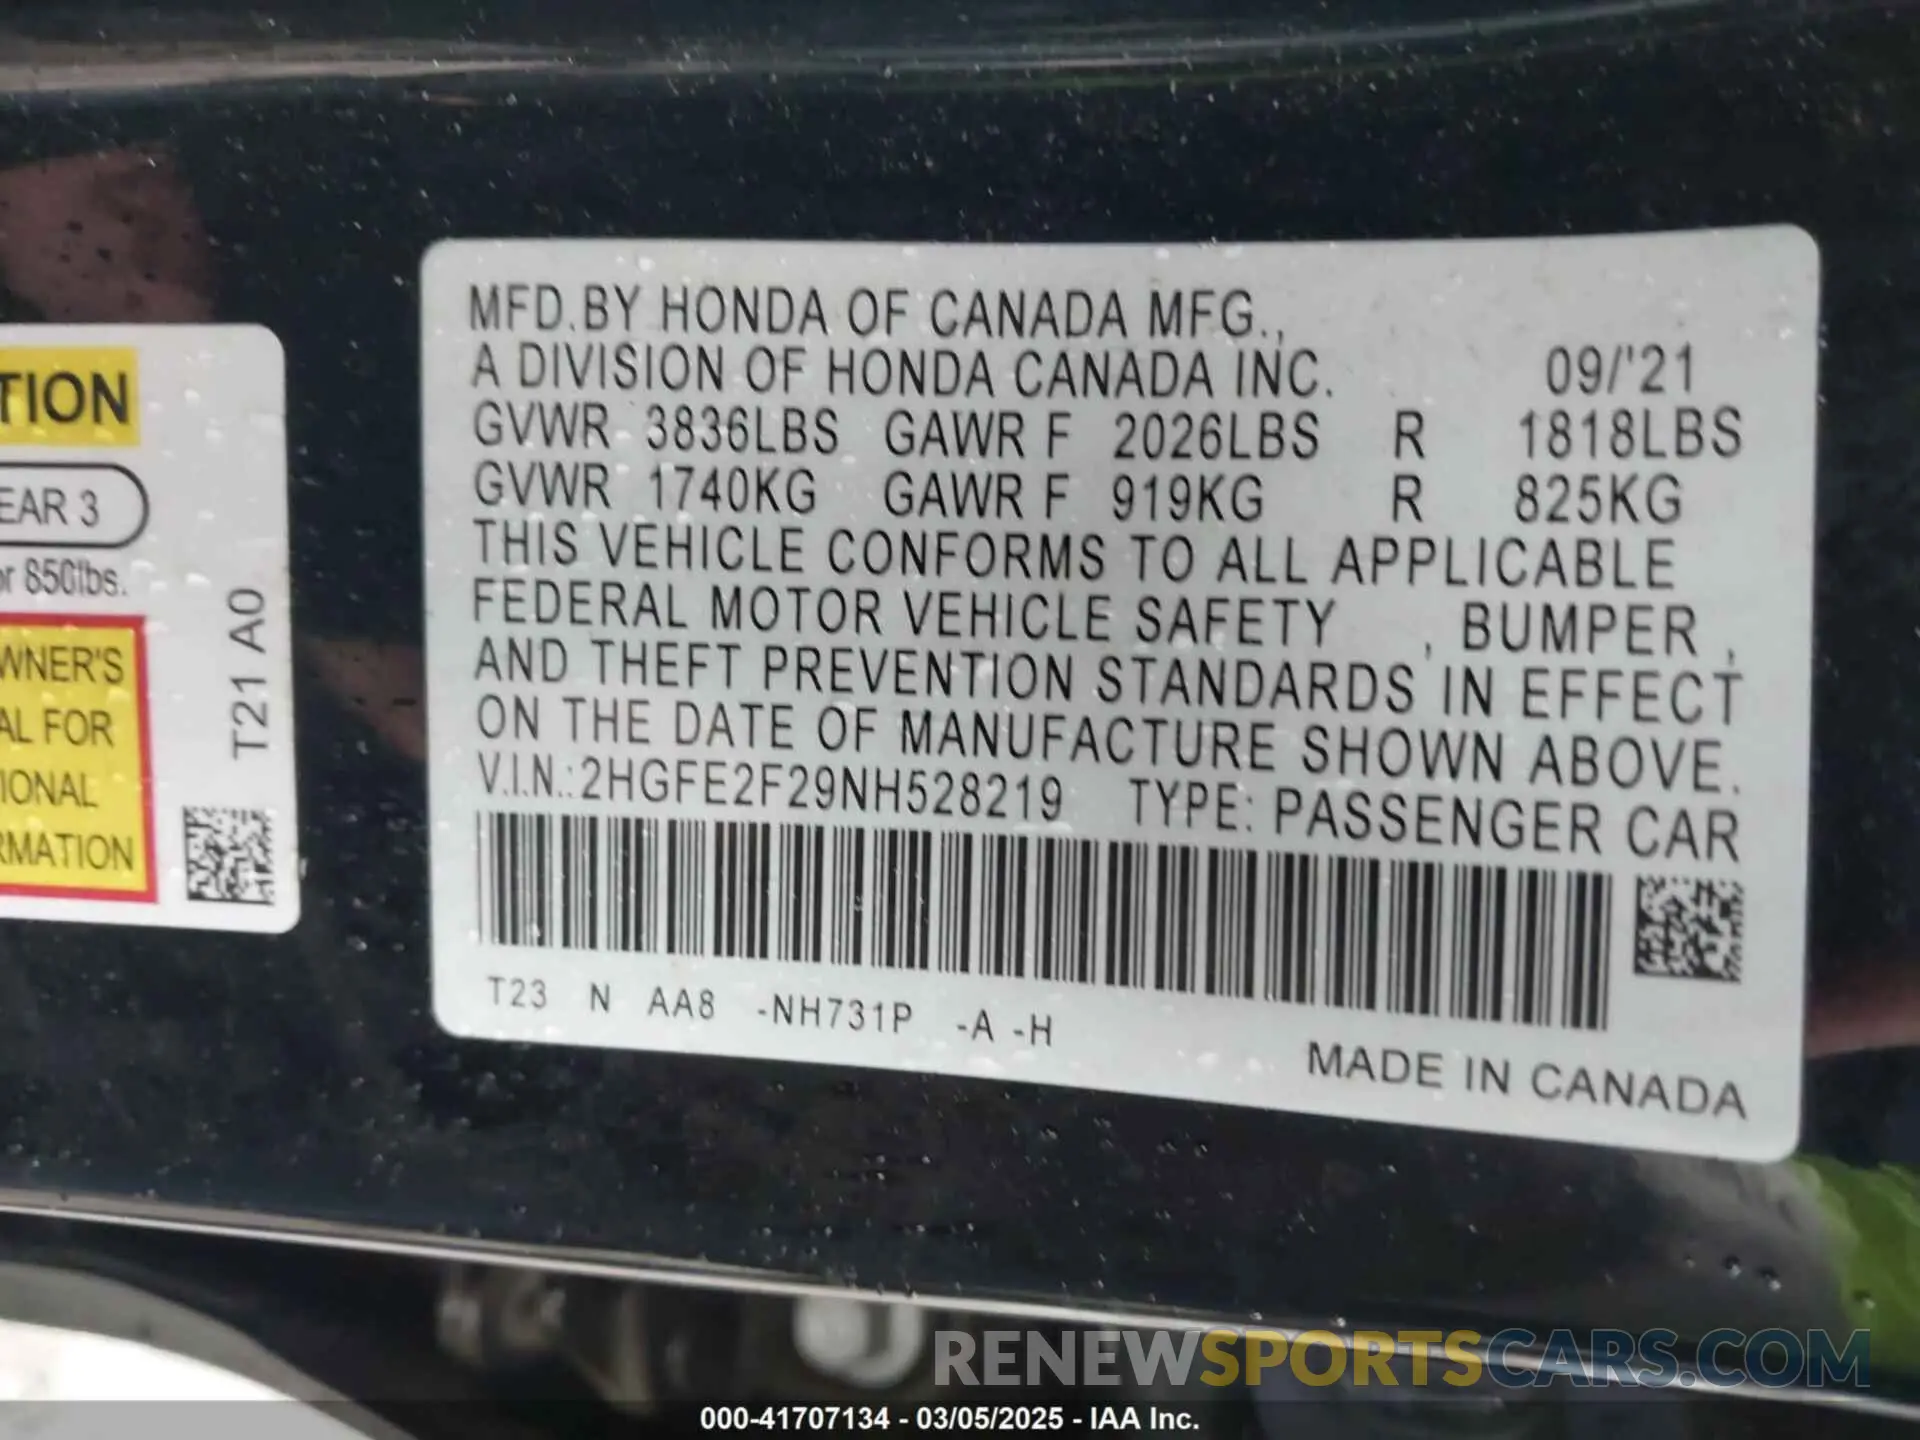 TION
EAR 3
or 850lbs.
WNER'S
AL FOR
IONAL
RMATION
T21 A0
MFD.BY HONDA OF CANADA MFG.,
A DIVISION OF HONDA CANADA INC. 09/'21
GVWR 3836LBS GAWR F 2026LBS R 1818LBS
GVWR 1740KG GAWR F 919KG R 825KG
THIS VEHICLE CONFORMS TO ALL APPLICABLE
FEDERAL MOTOR VEHICLE SAFETY , BUMPER ,
AND THEFT PREVENTION STANDARDS IN EFFECT
ON THE DATE OF MANUFACTURE SHOWN ABOVE.
V.I.N.:2HGFE2F29NH528219 TYPE: PASSENGER CAR
T23 N AA8 -NH731P -A -H
MADE IN CANADA
RENEWSPORTSCARS.COM
000-41707134 - 03/05/2025 - IAA Inc.